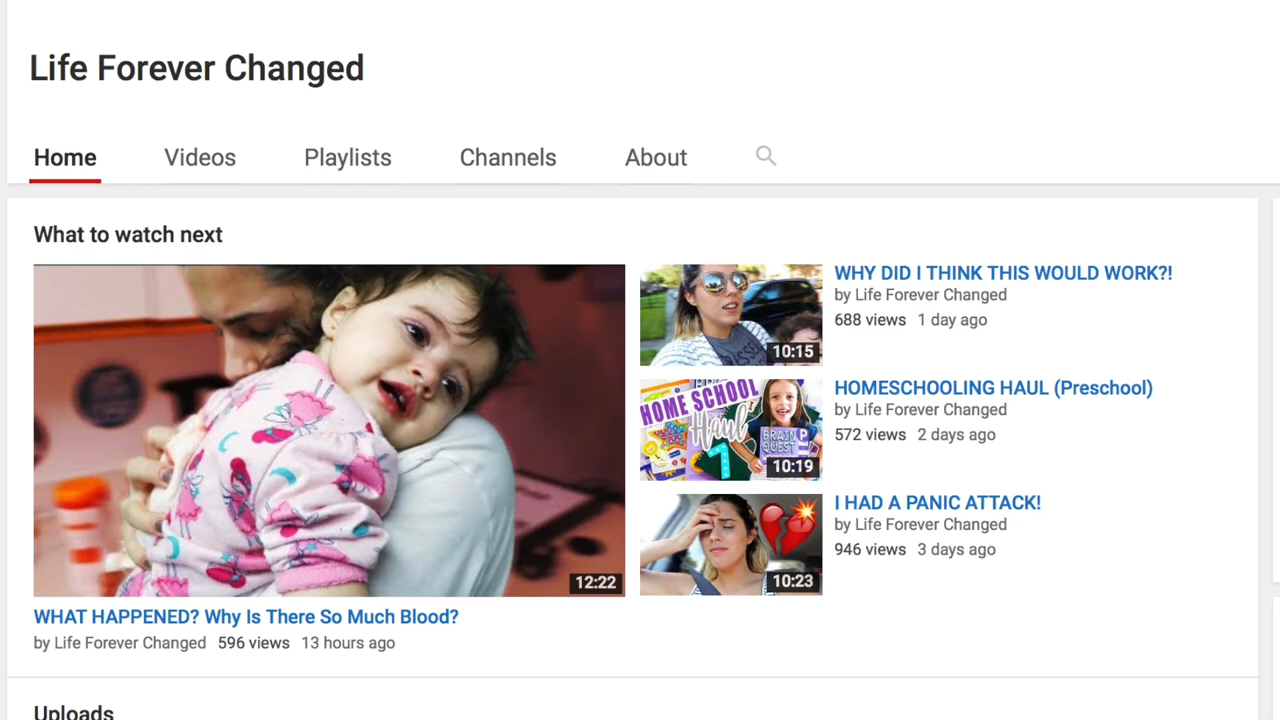 Life Forever Changed
Home Videos Playlists Channels About
What to watch next
12:22
WHAT HAPPENED? Why Is There So Much Blood?
by Life Forever Changed 596 views 13 hours ago
10:15
WHY DID I THINK THIS WOULD WORK?!
by Life Forever Changed
688 views 1 day ago
HOME SCHOOL
Haul
BRAIN
QUEST
P
10:19
HOMESCHOOLING HAUL (Preschool)
by Life Forever Changed
572 views 2 days ago
10:23
I HAD A PANIC ATTACK!
by Life Forever Changed
946 views 3 days ago
Uploads